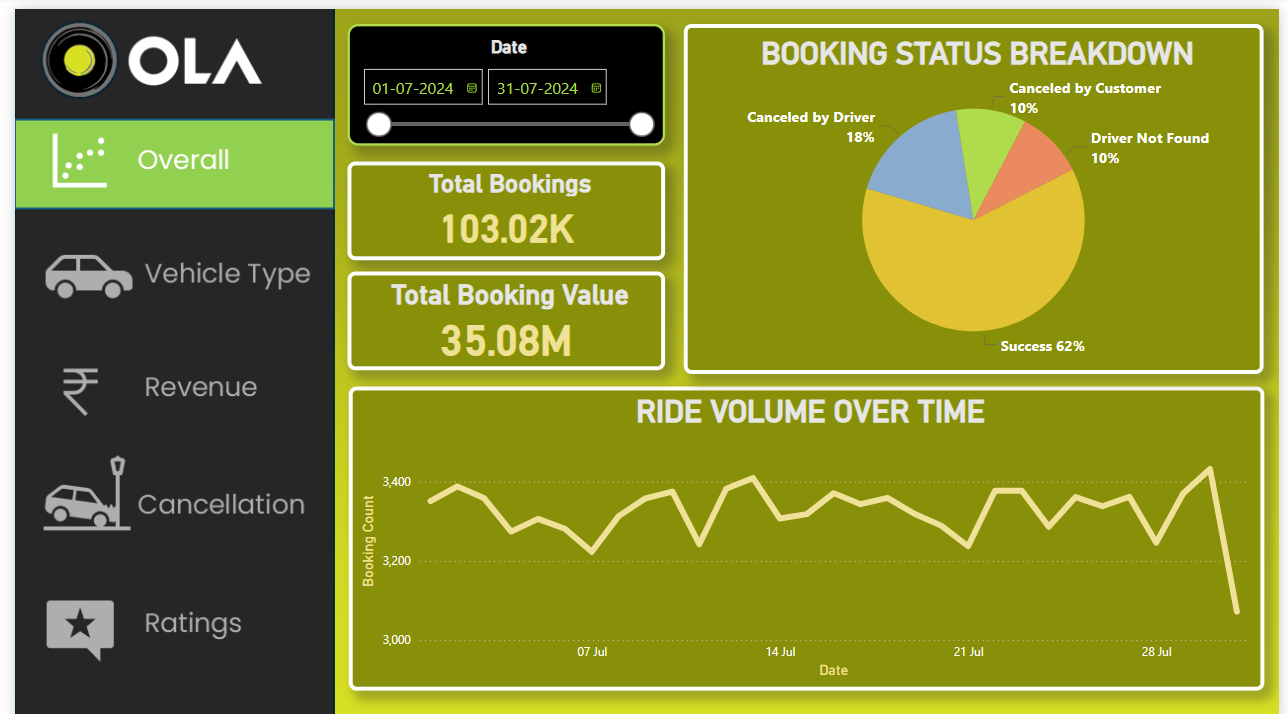 OLA
Overall
Vehicle Type
Revenue
Cancellation
Ratings
Date
01-07-2024
31-07-2024
Total Bookings
103.02K
Total Booking Value
35.08M
BOOKING STATUS BREAKDOWN
Canceled by Customer
10%
Canceled by Driver
18%
Driver Not Found
10%
Success 62%
RIDE VOLUME OVER TIME
Booking Count
3,400
3,200
3,000
07 Jul
14 Jul
21 Jul
28 Jul
Date